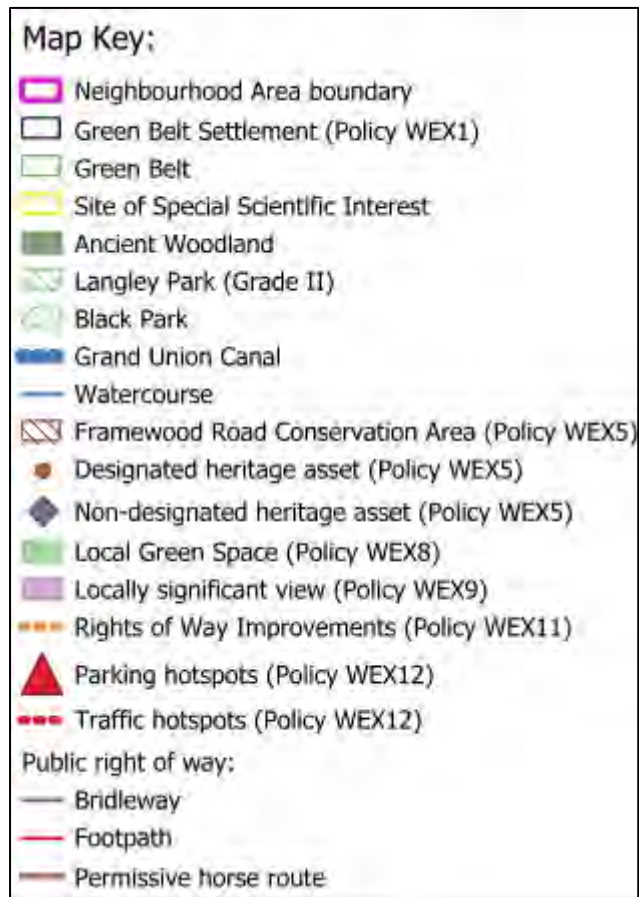 Map Key:
Neighbourhood Area boundary
Green Belt Settlement (Policy WEX1)
Green Belt
Site of Special Scientific Interest
Ancient Woodland
Langley Park (Grade II)
Black Park
Grand Union Canal
Watercourse
Framewood Road Conservation Area (Policy WEX5)
Designated heritage asset (Policy WEX5)
Non-designated heritage asset (Policy WEX5)
Local Green Space (Policy WEX8)
Locally significant view (Policy WEX9)
Rights of Way Improvements (Policy WEX11)
Parking hotspots (Policy WEX12)
Traffic hotspots (Policy WEX12)
Public right of way:
Bridleway
Footpath
Permissive horse route